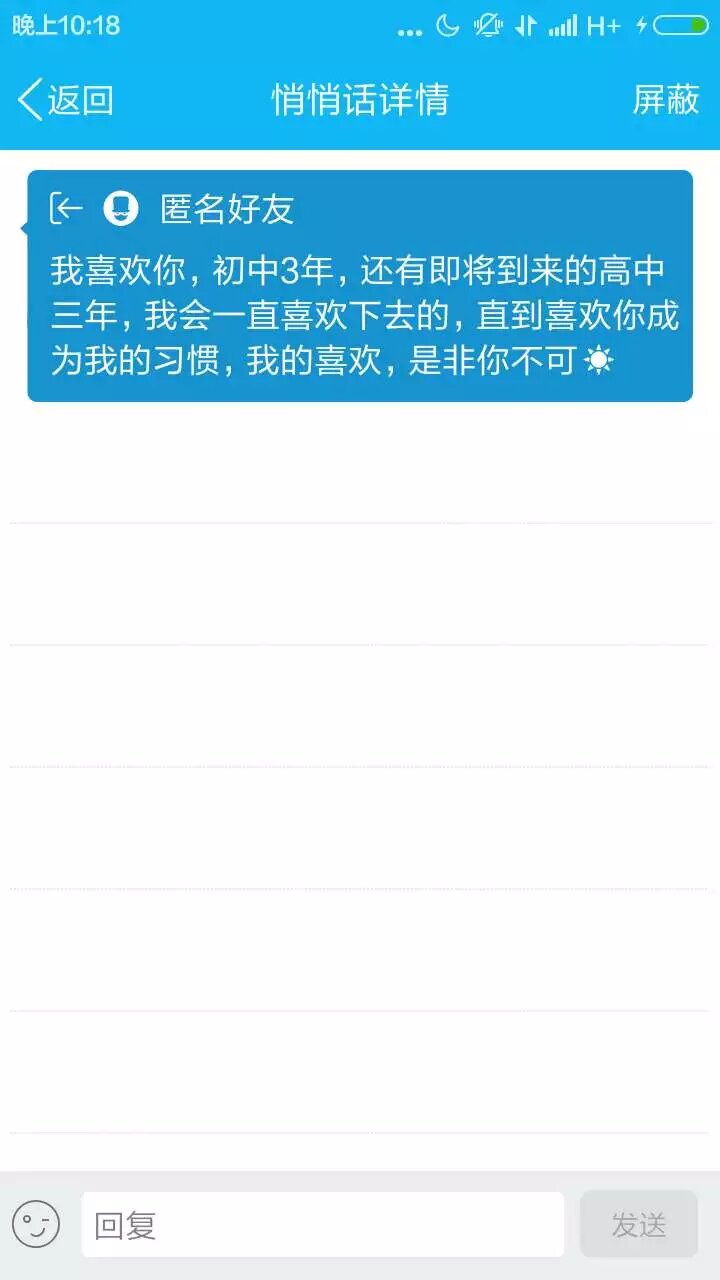 晚上10:18
H+
返回
悄悄话详情
屏蔽
匿名好友
我喜欢你,初中3年,还有即将到来的高中
三年,我会一直喜欢下去的,直到喜欢你成
为我的习惯,我的喜欢,是非你不可☀
回复
发送